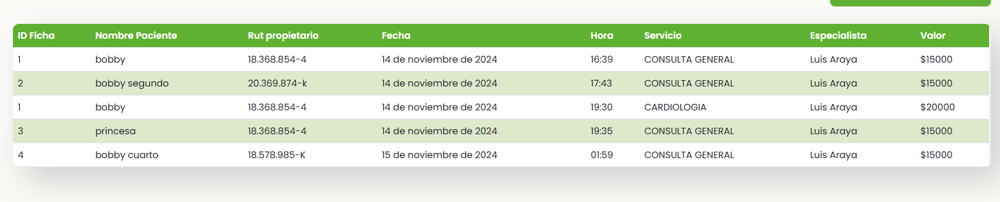 ID Ficha Nombre Paciente Rut propietario Fecha Hora Servicio Especialista Valor
1 bobby 18.368.854-4 14 de noviembre de 2024 16:39 CONSULTA GENERAL Luis Araya $15000
2 bobby segundo 20.369.874-k 14 de noviembre de 2024 17:43 CONSULTA GENERAL Luis Araya $15000
1 bobby 18.368.854-4 14 de noviembre de 2024 19:30 CARDIOLOGIA Luis Araya $20000
3 princesa 18.368.854-4 14 de noviembre de 2024 19:35 CONSULTA GENERAL Luis Araya $15000
4 bobby cuarto 18.578.985-K 15 de noviembre de 2024 01:59 CONSULTA GENERAL Luis Araya $15000